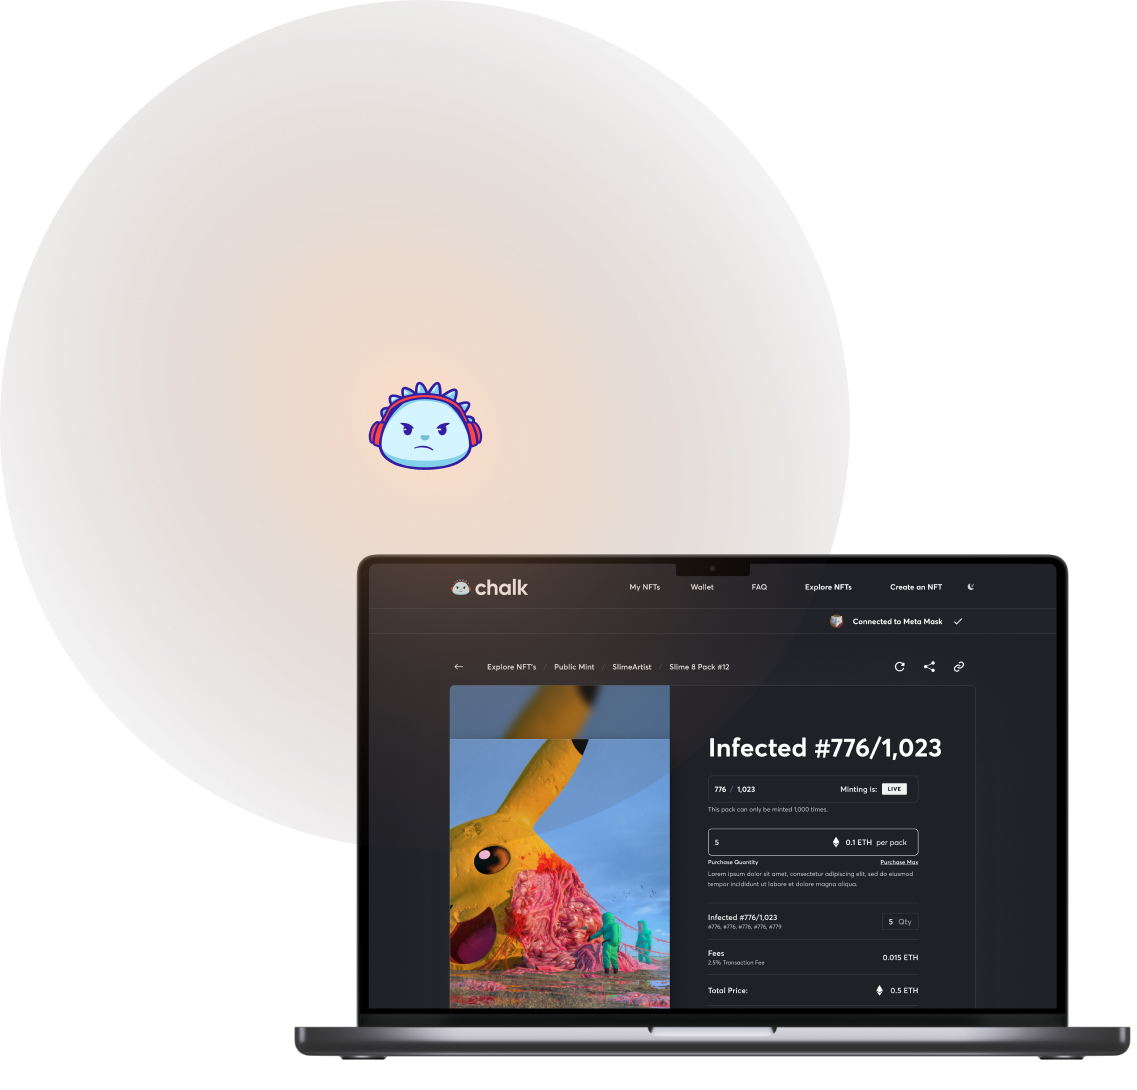 chalk
My NFTs Wallet FAQ Explore NFTs Create an NFT
Connected to Meta Mask
Explore NFT's / Public Mint / SlimeArtist / Slime 8 Pack #12
Infected #776/1,023
776 / 1,023 Minting is: LIVE
This pack can only be minted 1,000 times.
5 0.1 ETH per pack
Purchase Quantity Purchase Max
Lorem ipsum dolor sit amet, consectetur adipiscing elit, sed do eiusmod
tempor incididunt ut labore et dolore magna aliqua.
Infected #776/1,023 5 Qty
#776, #776, #776, #776, #779
Fees 0.015 ETH
2.5% Transaction Fee
Total Price: 0.5 ETH